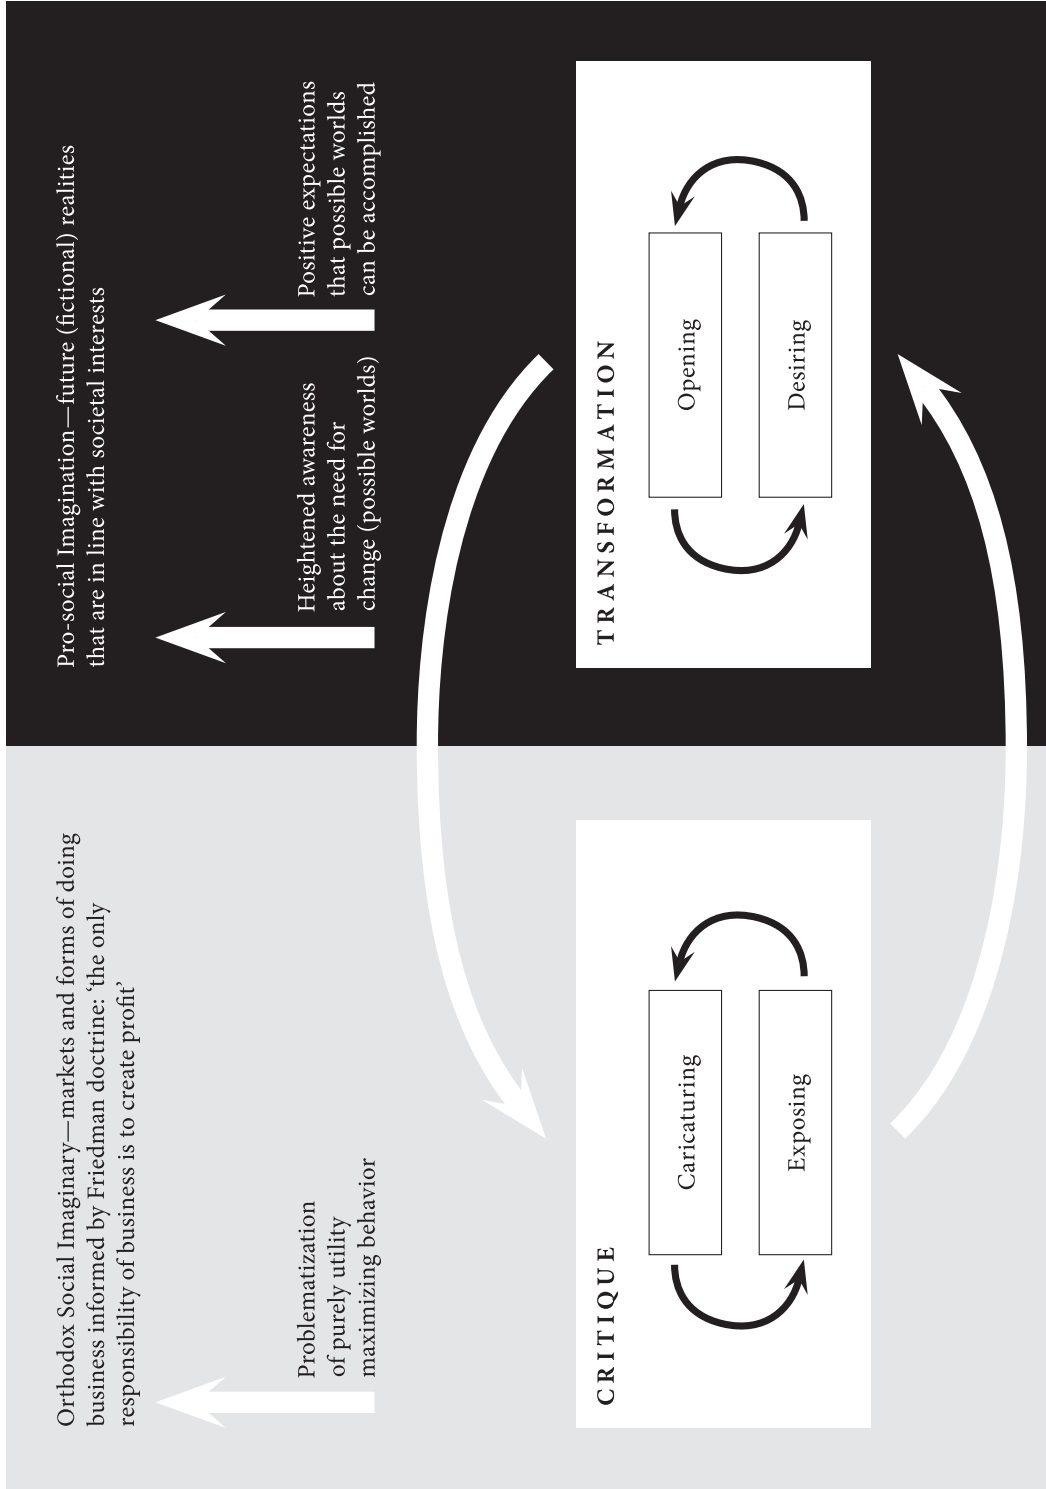 Orthodox Social Imaginary—markets and forms of doing
business informed by Friedman doctrine: ‘the only
responsibility of business is to create profit’
Problematization
of purely utility
maximizing behavior
CRITIQUE
Caricaturing
Exposing
Pro-social Imagination—future (fictional) realities
that are in line with societal interests
Heightened awareness
about the need for
change (possible worlds)
Positive expectations
that possible worlds
can be accomplished
TRANSFORMATION
Opening
Desiring